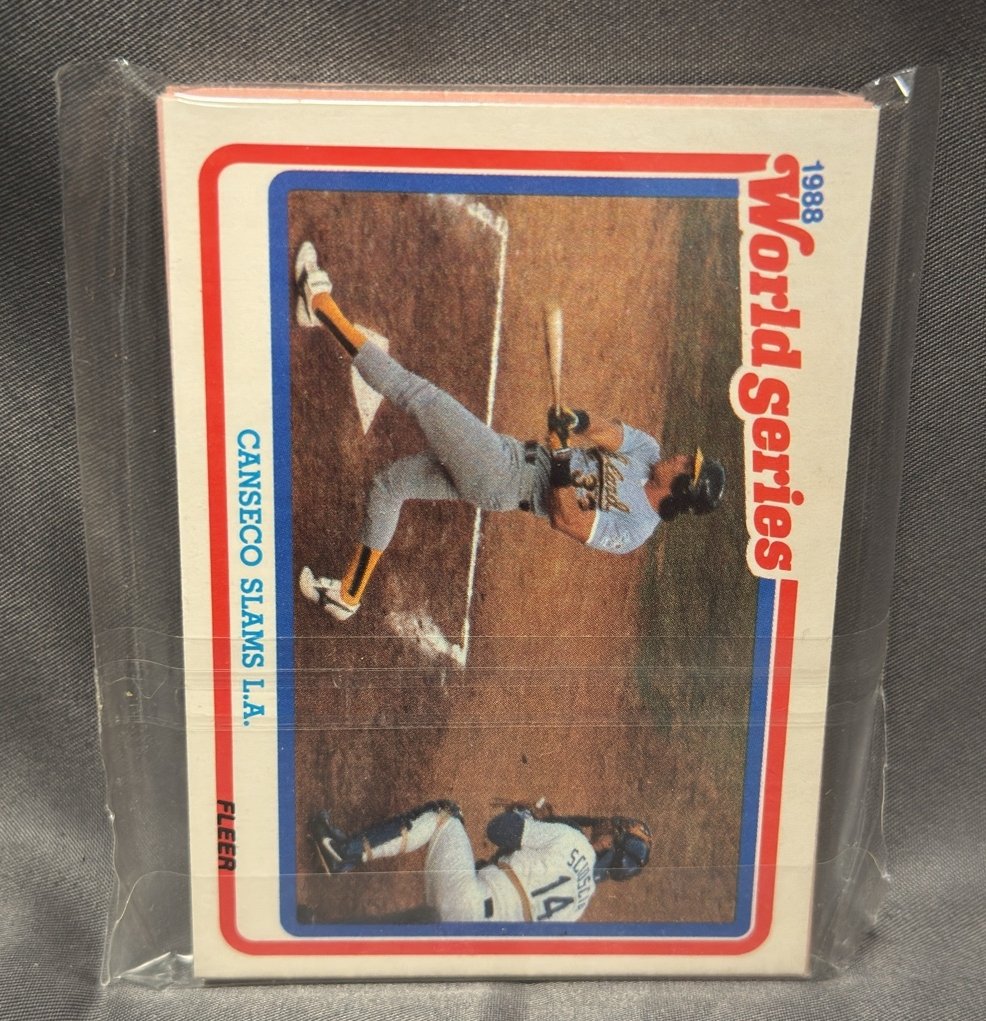 1988
World Series
33
SCIOSCIA
14
CANSECO SLAMS L.A.
FLEER